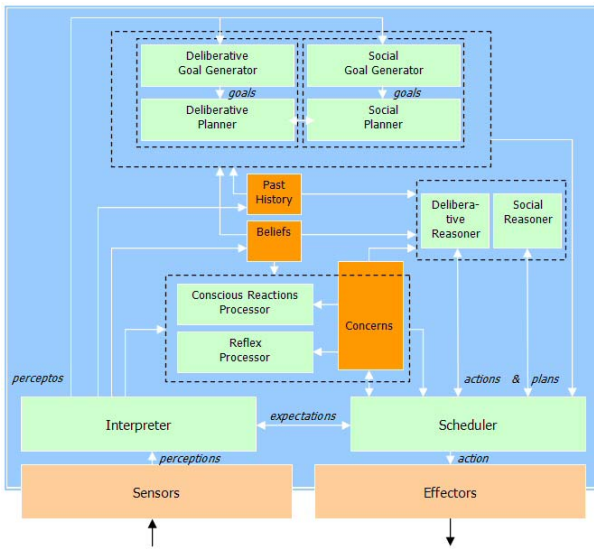 Deliberative
Goal Generator
Social
Goal Generator
goals
goals
Deliberative
Planner
Social
Planner
Past
History
Beliefs
Delibera-
tive
Reasoner
Social
Reasoner
Conscious Reactions
Processor
Reflex
Processor
Concerns
perceptos
actions & plans
Interpreter
expectations
Scheduler
perceptions
action
Sensors
Effectors